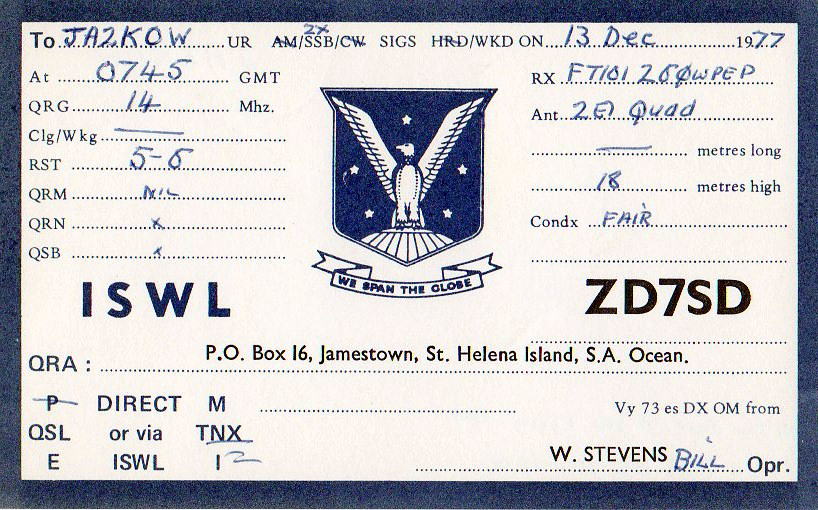 To JA2KOW UR AM/SSB/CW SIGS HRD/WKD ON 13 Dec 1977
2X
At 0745 GMT
QRG 14 Mhz.
Clg/Wkg
RST 5-6
QRM NIL
QRN x
QSB x
RX FT101 260WPEP
Ant 2El Quad
metres long
18 metres high
Condx FAIR
WE SPAN THE GLOBE
ISWL
ZD7SD
QRA : P.O. Box 16, Jamestown, St. Helena Island, S.A. Ocean.
P DIRECT M
QSL or via TNX
E ISWL I
Vy 73 es DX OM from
W. STEVENS BILL Opr.